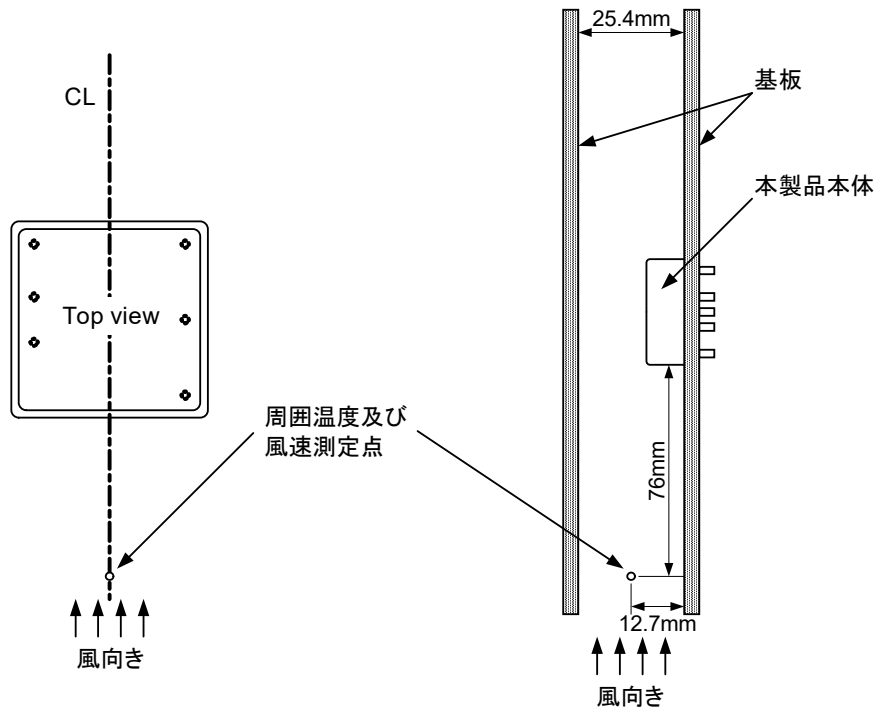 CL
Top view
周囲温度及び
風速測定点
風向き
25.4mm
基板
本製品本体
76mm
12.7mm
風向き